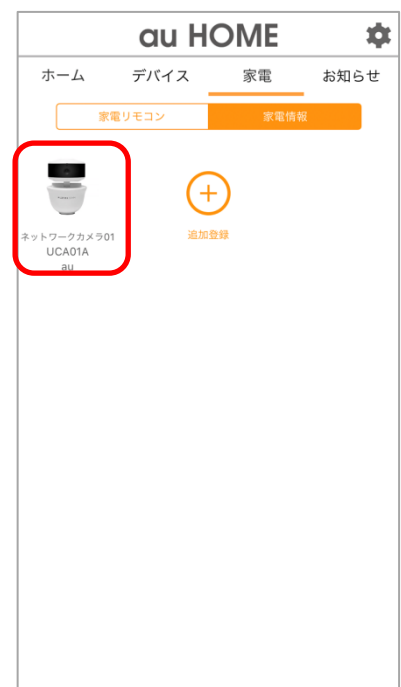 au HOME
ホーム デバイス 家電 お知らせ
家電リモコン 家電情報
ネットワークカメラ01
UCA01A
au
追加登録